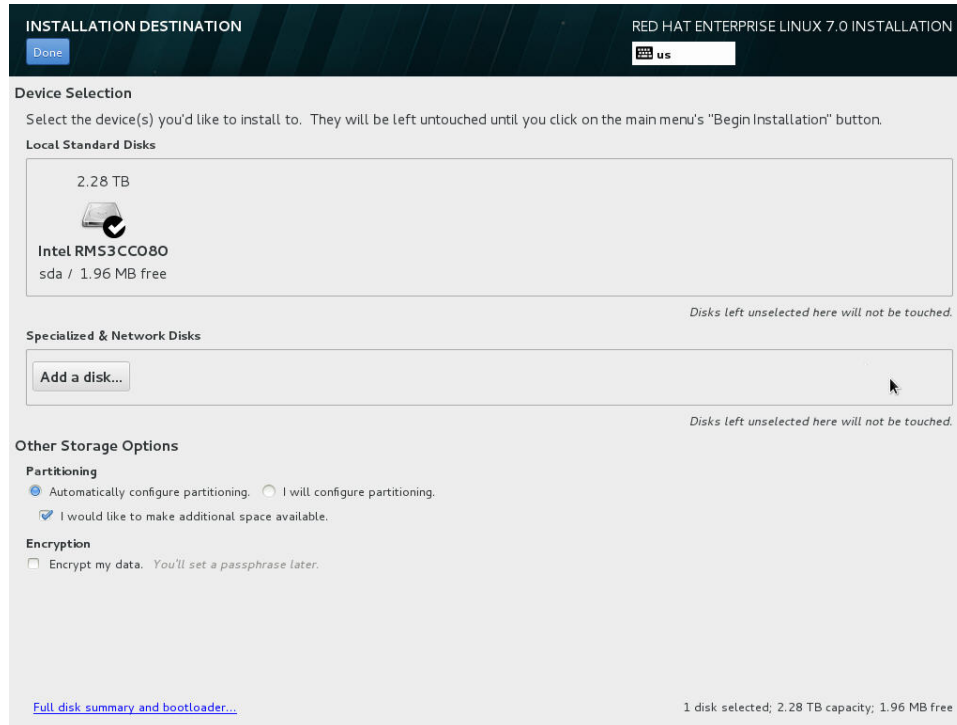 INSTALLATION DESTINATION
RED HAT ENTERPRISE LINUX 7.0 INSTALLATION
Done
us
Device Selection
Select the device(s) you'd like to install to. They will be left untouched until you click on the main menu's "Begin Installation" button.
Local Standard Disks
2.28 TB
Intel RMS3CC080
sda / 1.96 MB free
Disks left unselected here will not be touched.
Specialized & Network Disks
Add a disk...
Disks left unselected here will not be touched.
Other Storage Options
Partitioning
Automatically configure partitioning. I will configure partitioning.
I would like to make additional space available.
Encryption
Encrypt my data. You'll set a passphrase later.
Full disk summary and bootloader...
1 disk selected; 2.28 TB capacity; 1.96 MB free